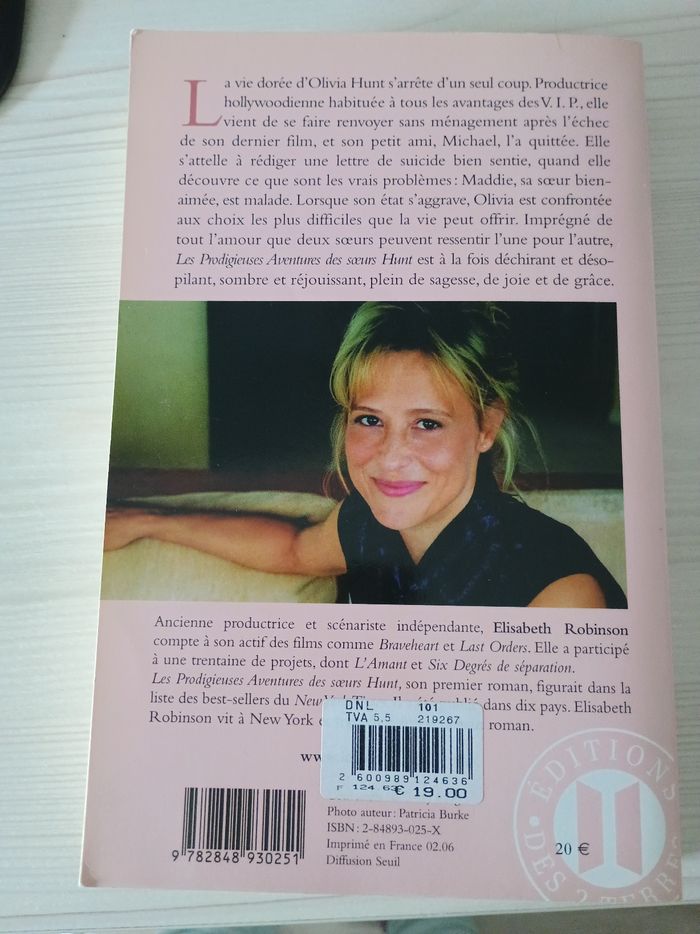 La vie dorée d'Olivia Hunt s'arrête d'un seul coup. Productrice
hollywoodienne habituée à tous les avantages des V. I. P., elle
vient de se faire renvoyer sans ménagement après l'échec
de son dernier film, et son petit ami, Michael, l'a quittée. Elle
s'attelle à rédiger une lettre de suicide bien sentie, quand elle
découvre ce que sont les vrais problèmes : Maddie, sa sœur bien-
aimée, est malade. Lorsque son état s'aggrave, Olivia est confrontée
aux choix les plus difficiles que la vie peut offrir. Imprégné de
tout l'amour que deux sœurs peuvent ressentir l'une pour l'autre,
Les Prodigieuses Aventures des sœurs Hunt est à la fois déchirant et déso-
pilant, sombre et réjouissant, plein de sagesse, de joie et de grâce.
Ancienne productrice et scénariste indépendante, Elisabeth Robinson
compte à son actif des films comme Braveheart et Last Orders. Elle a participé
à une trentaine de projets, dont L'Amant et Six Degrés de séparation.
Les Prodigieuses Aventures des sœurs Hunt, son premier roman, figurait dans la
liste des best-sellers du New dans dix pays. Elisabeth
Robinson vit à New York roman.
www.
DNL 101
TVA 5,5 219267
2 600989 124636
F 124.63 € 19.00
Photo auteur : Patricia Burke
ISBN : 2-84893-025-X
Imprimé en France 02.06
Diffusion Seuil
9 782848 930251
20 €
ÉDITIONS
DES 2 TERRES